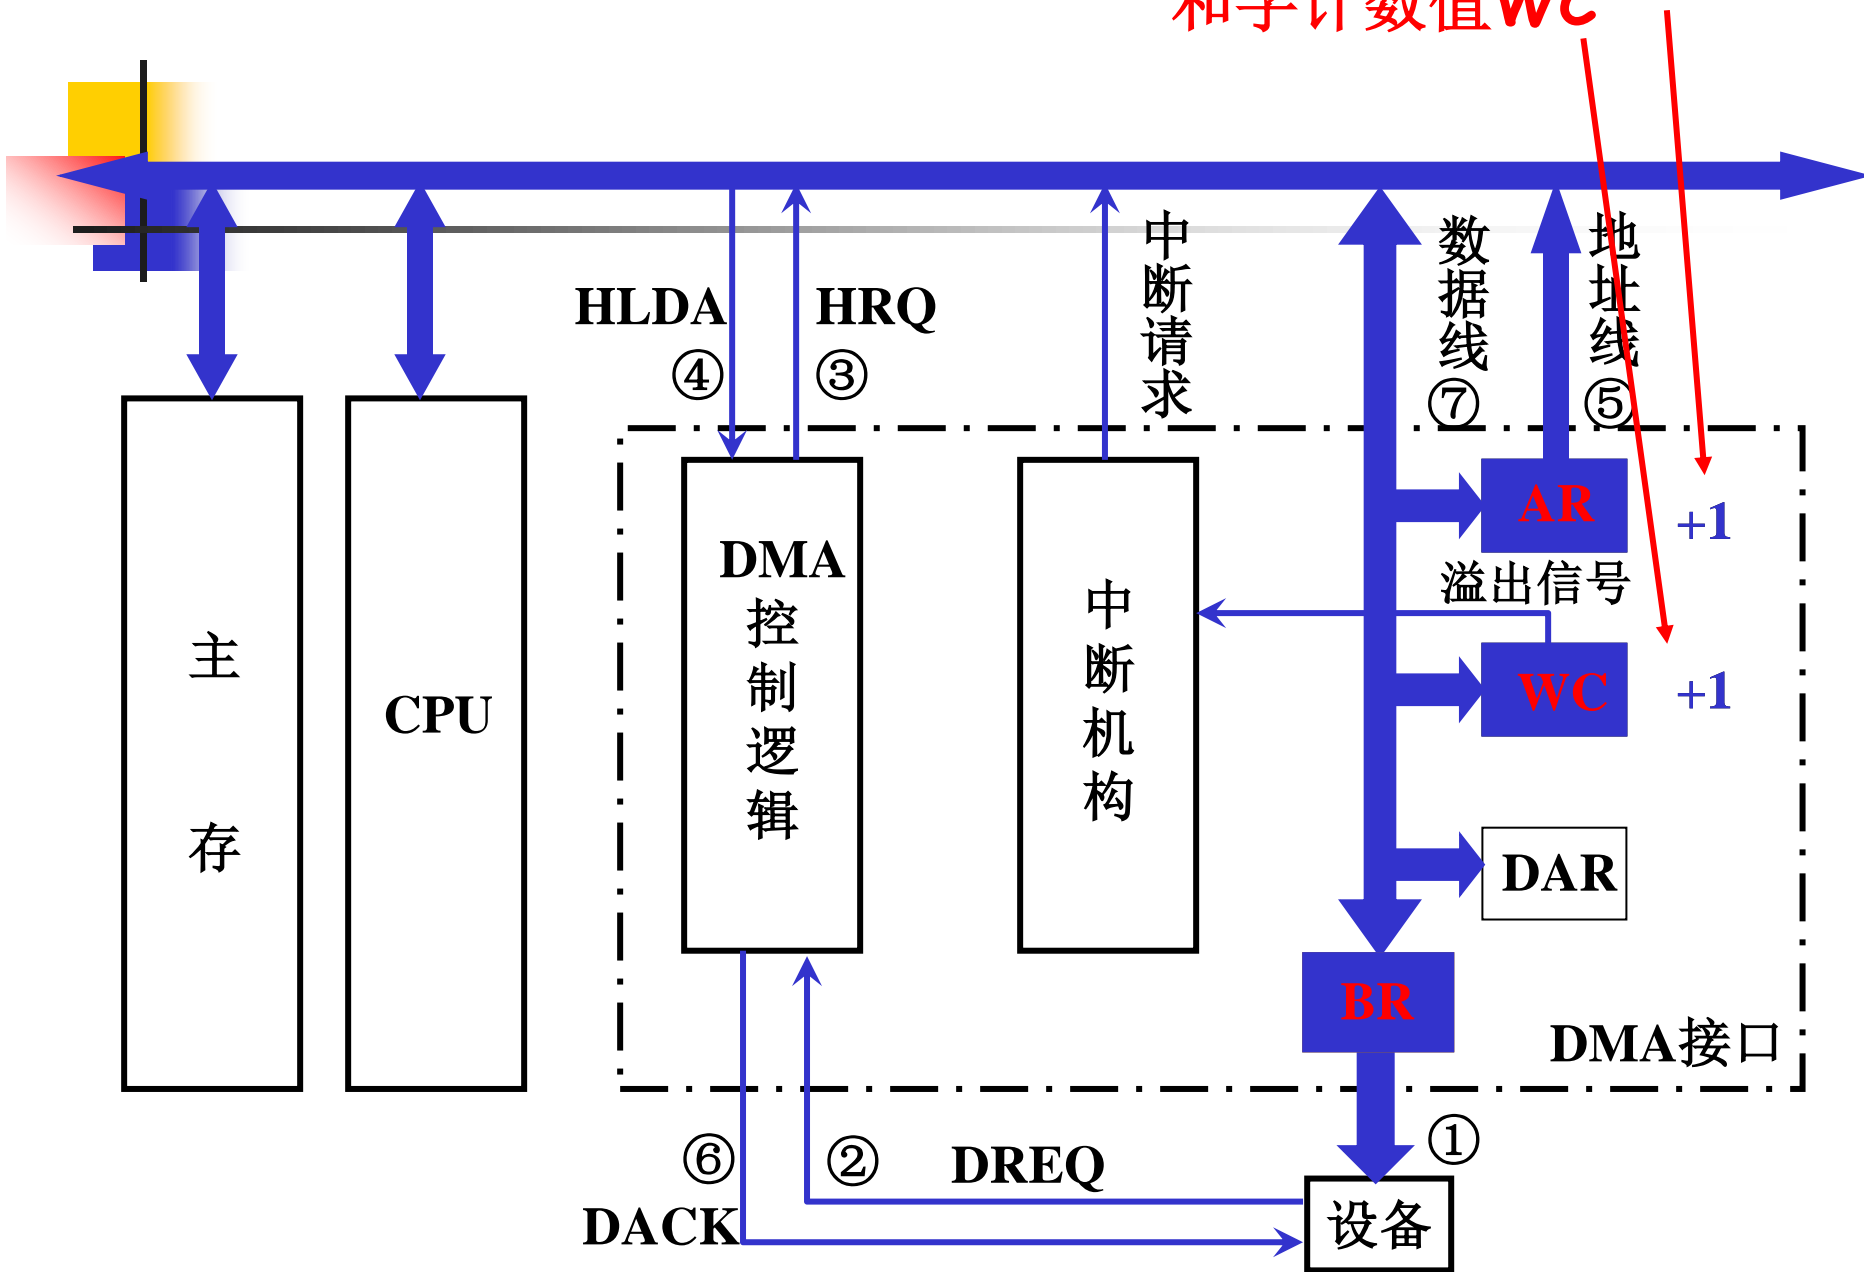 和字计数值WC
HLDA
④
HRQ
③
中断请求
数据线
⑦
地址线
⑤
主存
CPU
DMA
控制逻辑
中断机构
AR
+1
溢出信号
WC
+1
DAR
BR
DMA接口
⑥
②
DREQ
①
DACK
设备